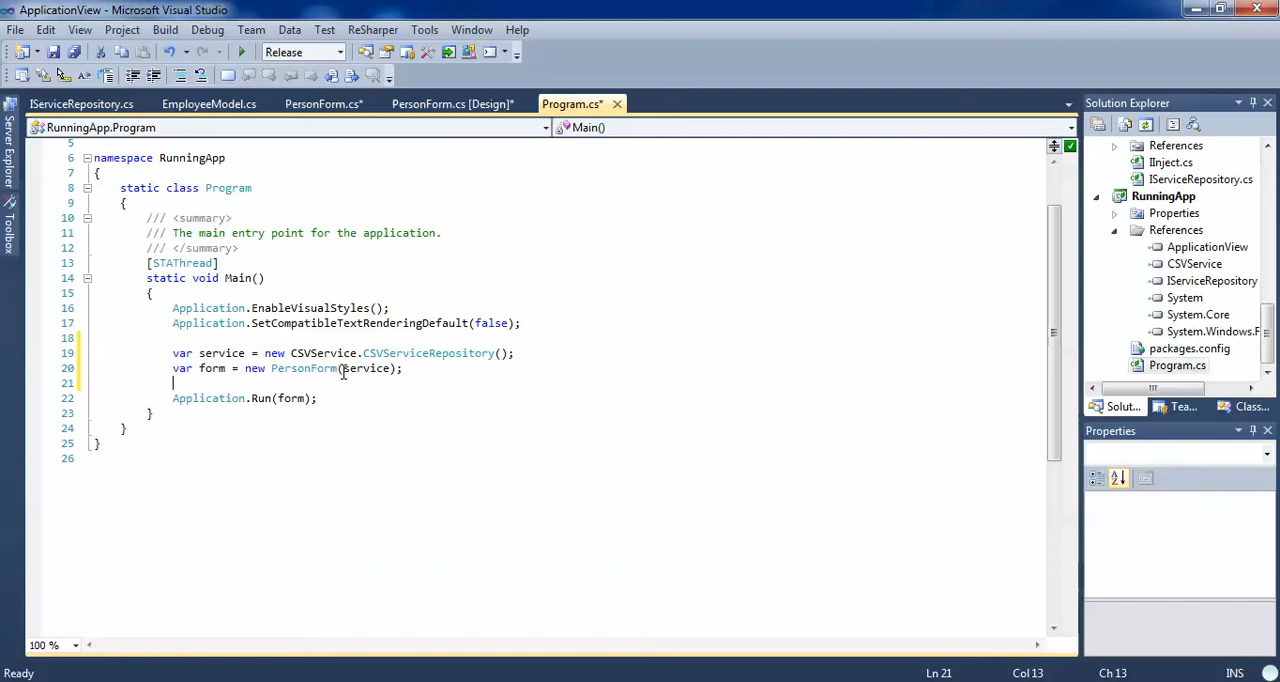 ApplicationView - Microsoft Visual Studio
File Edit View Project Build Debug Team Data Test ReSharper Tools Window Help
Release
IServiceRepository.cs EmployeeModel.cs PersonForm.cs* PersonForm.cs [Design]* Program.cs*
RunningApp.Program Main()
Server Explorer
Toolbox
5
6 namespace RunningApp
7 {
8 static class Program
9 {
10 /// <summary>
11 /// The main entry point for the application.
12 /// </summary>
13 [STAThread]
14 static void Main()
15 {
16 Application.EnableVisualStyles();
17 Application.SetCompatibleTextRenderingDefault(false);
18
19 var service = new CSVService.CSVServiceRepository();
20 var form = new PersonForm(service);
21
22 Application.Run(form);
23 }
24 }
25 }
26
100 %
Solution Explorer
References
IInject.cs
IServiceRepository.cs
RunningApp
Properties
References
ApplicationView
CSVService
IServiceRepository
System
System.Core
System.Windows.F
packages.config
Program.cs
Solut... Tea... Class...
Properties
Ready Ln 21 Col 13 Ch 13 INS